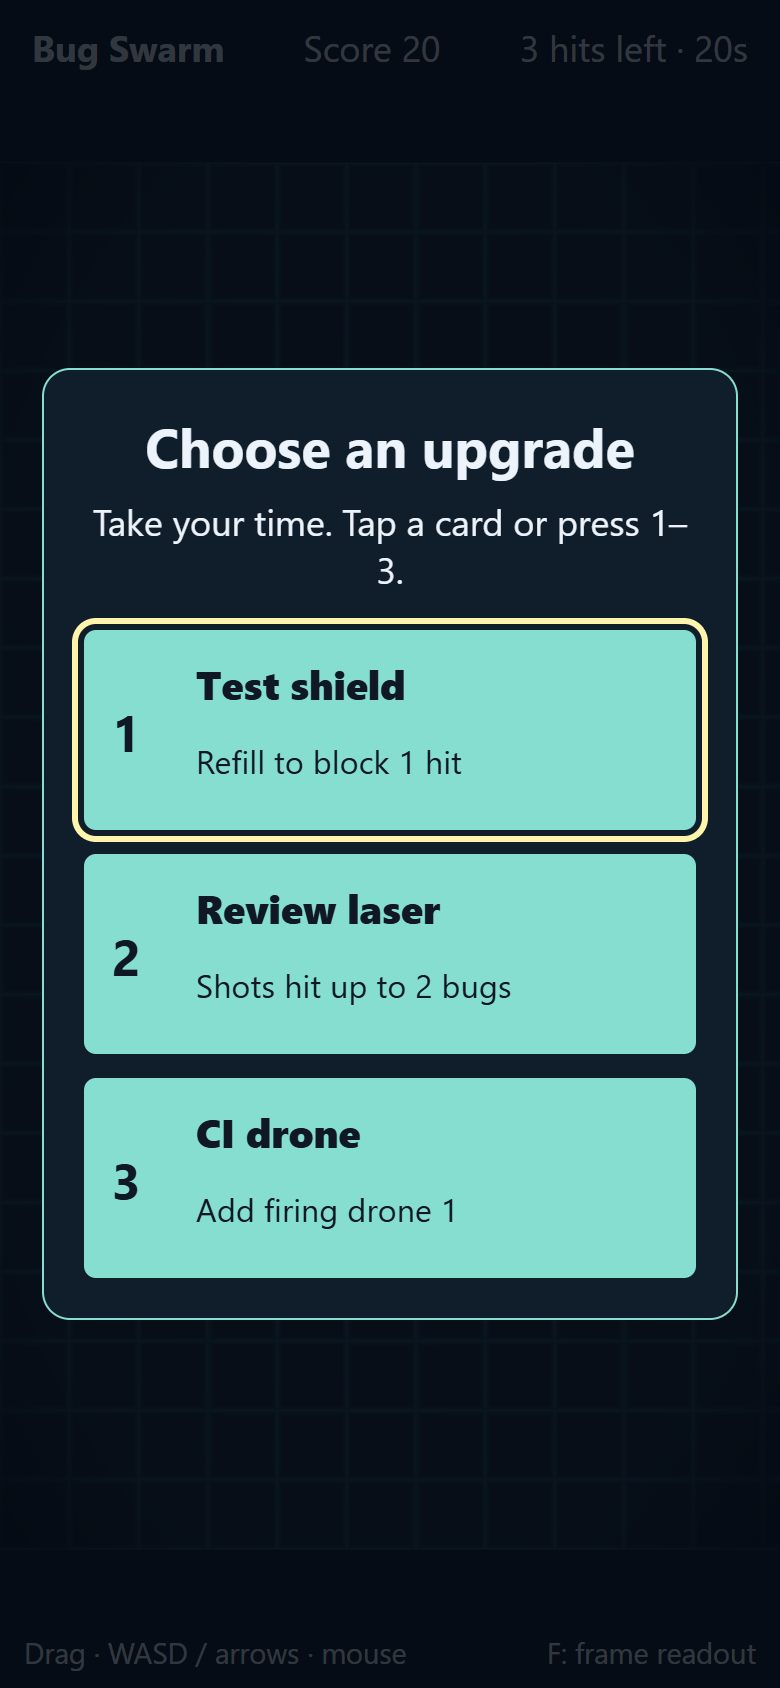 Bug Swarm Score 20 3 hits left · 20s
Choose an upgrade
Take your time. Tap a card or press 1–
3.
1 Test shield
Refill to block 1 hit
2 Review laser
Shots hit up to 2 bugs
3 CI drone
Add firing drone 1
Drag · WASD / arrows · mouse F: frame readout